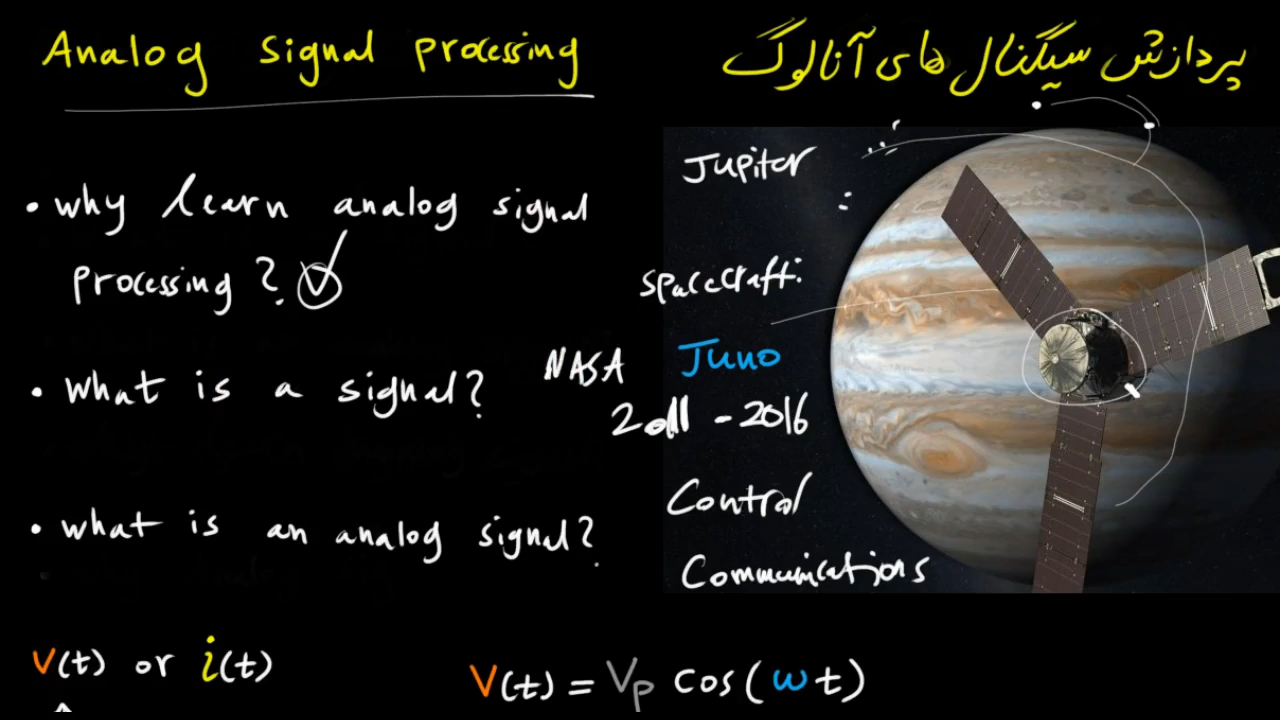 Analog signal processing
پردازش سیگنال های آنالوگ
• why learn analog signal
processing?
• what is a signal?
• what is an analog signal?
Jupiter
spacecraft:
NASA
Juno
2011 - 2016
Control
Communications
V(t) or i(t)
V(t) = Vp cos(ωt)